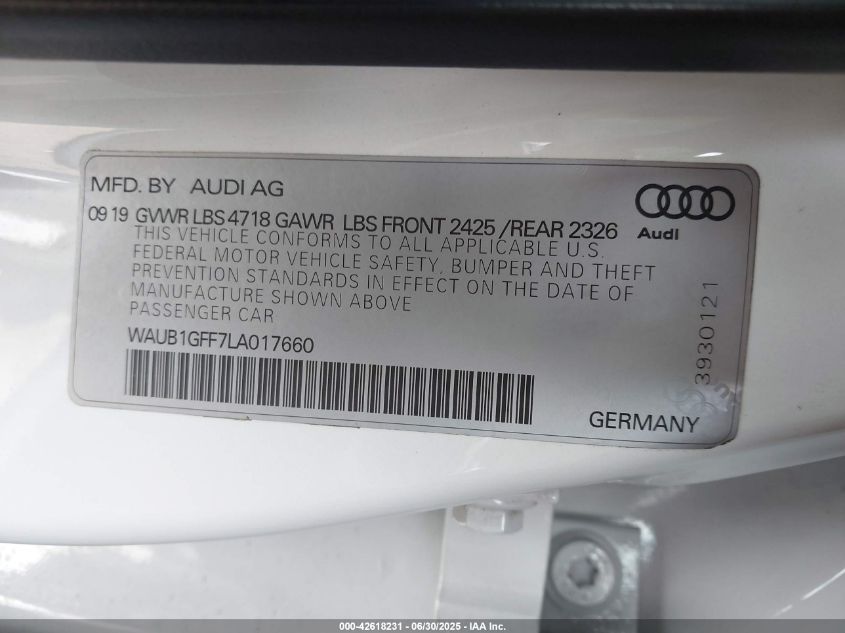 MFD. BY AUDI AG
09 19 GVWR LBS 4718 GAWR LBS FRONT 2425 / REAR 2326
Audi
THIS VEHICLE CONFORMS TO ALL APPLICABLE U.S.
FEDERAL MOTOR VEHICLE SAFETY, BUMPER AND THEFT
PREVENTION STANDARDS IN EFFECT ON THE DATE OF
MANUFACTURE SHOWN ABOVE
PASSENGER CAR
WAUB1GFF7LA017660
3930121
GERMANY
000-42618231 - 06/30/2025 - IAA Inc.